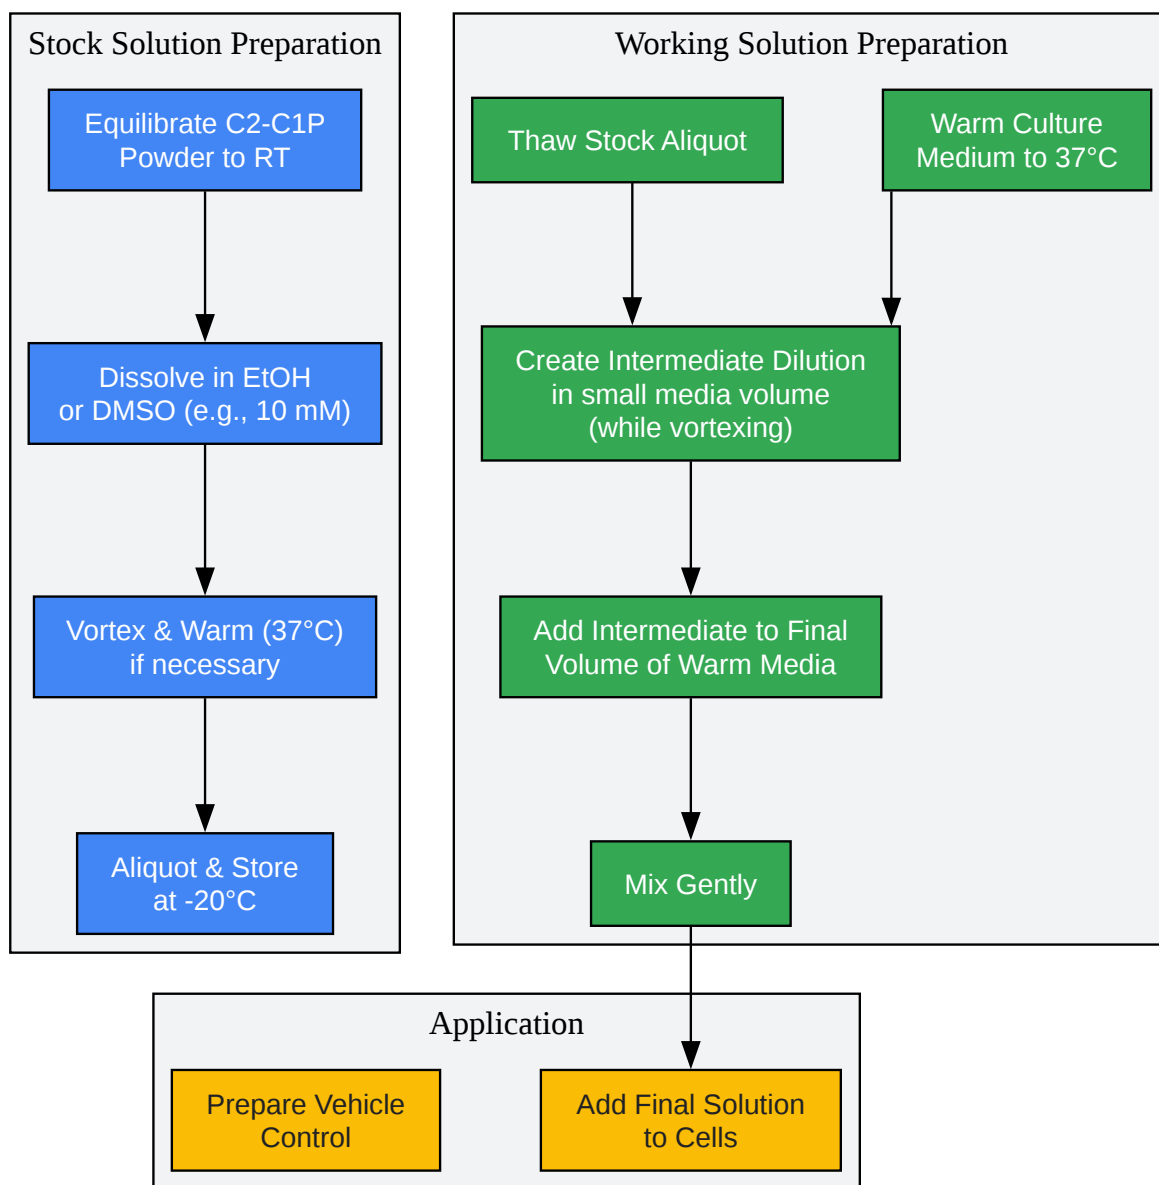 Stock Solution Preparation
Equilibrate C2-C1P
Powder to RT
Dissolve in EtOH
or DMSO (e.g., 10 mM)
Vortex & Warm (37°C)
if necessary
Aliquot & Store
at -20°C
Working Solution Preparation
Thaw Stock Aliquot
Warm Culture
Medium to 37°C
Create Intermediate Dilution
in small media volume
(while vortexing)
Add Intermediate to Final
Volume of Warm Media
Mix Gently
Application
Prepare Vehicle
Control
Add Final Solution
to Cells